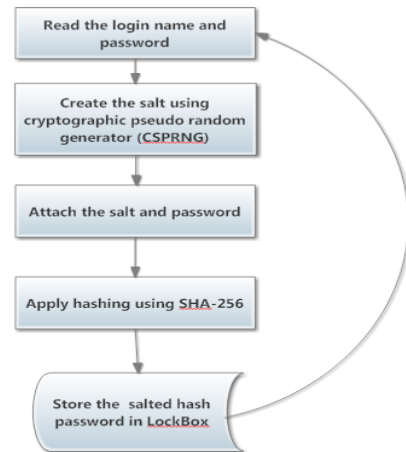 Read the login name and
password
Create the salt using
cryptographic pseudo random
generator (CSPRNG)
Attach the salt and password
Apply hashing using SHA-256
Store the salted hash
password in LockBox